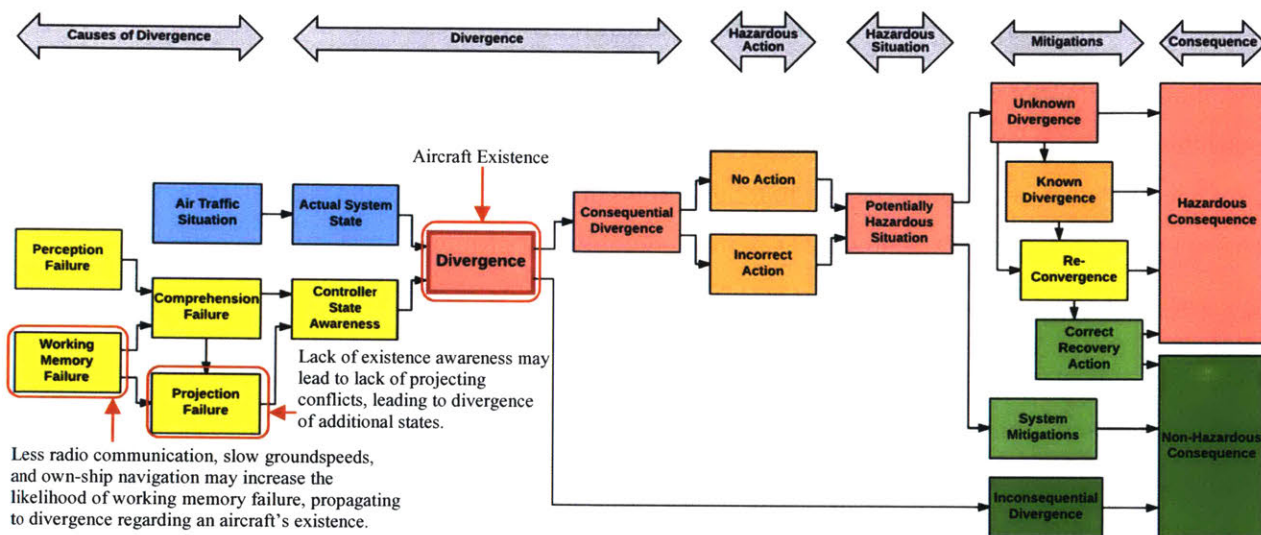 Causes of Divergence
Divergence
Hazardous
Action
Hazardous
Situation
Mitigations
Consequence
Unknown
Divergence
Aircraft Existence
No Action
Known
Divergence
Air Traffic
Situation
Actual System
State
Consequential
Divergence
Potentially
Hazardous
Situation
Hazardous
Consequence
Perception
Failure
Divergence
Incorrect
Action
Re-
Convergence
Comprehension
Failure
Controller
State
Awareness
Working
Memory
Failure
Correct
Recovery
Action
Projection
Failure
Lack of existence awareness may
lead to lack of projecting
conflicts, leading to divergence
of additional states.
System
Mitigations
Non-Hazardous
Consequence
Less radio communication, slow groundspeeds,
and own-ship navigation may increase the
likelihood of working memory failure, propagating
to divergence regarding an aircraft's existence.
Inconsequential
Divergence